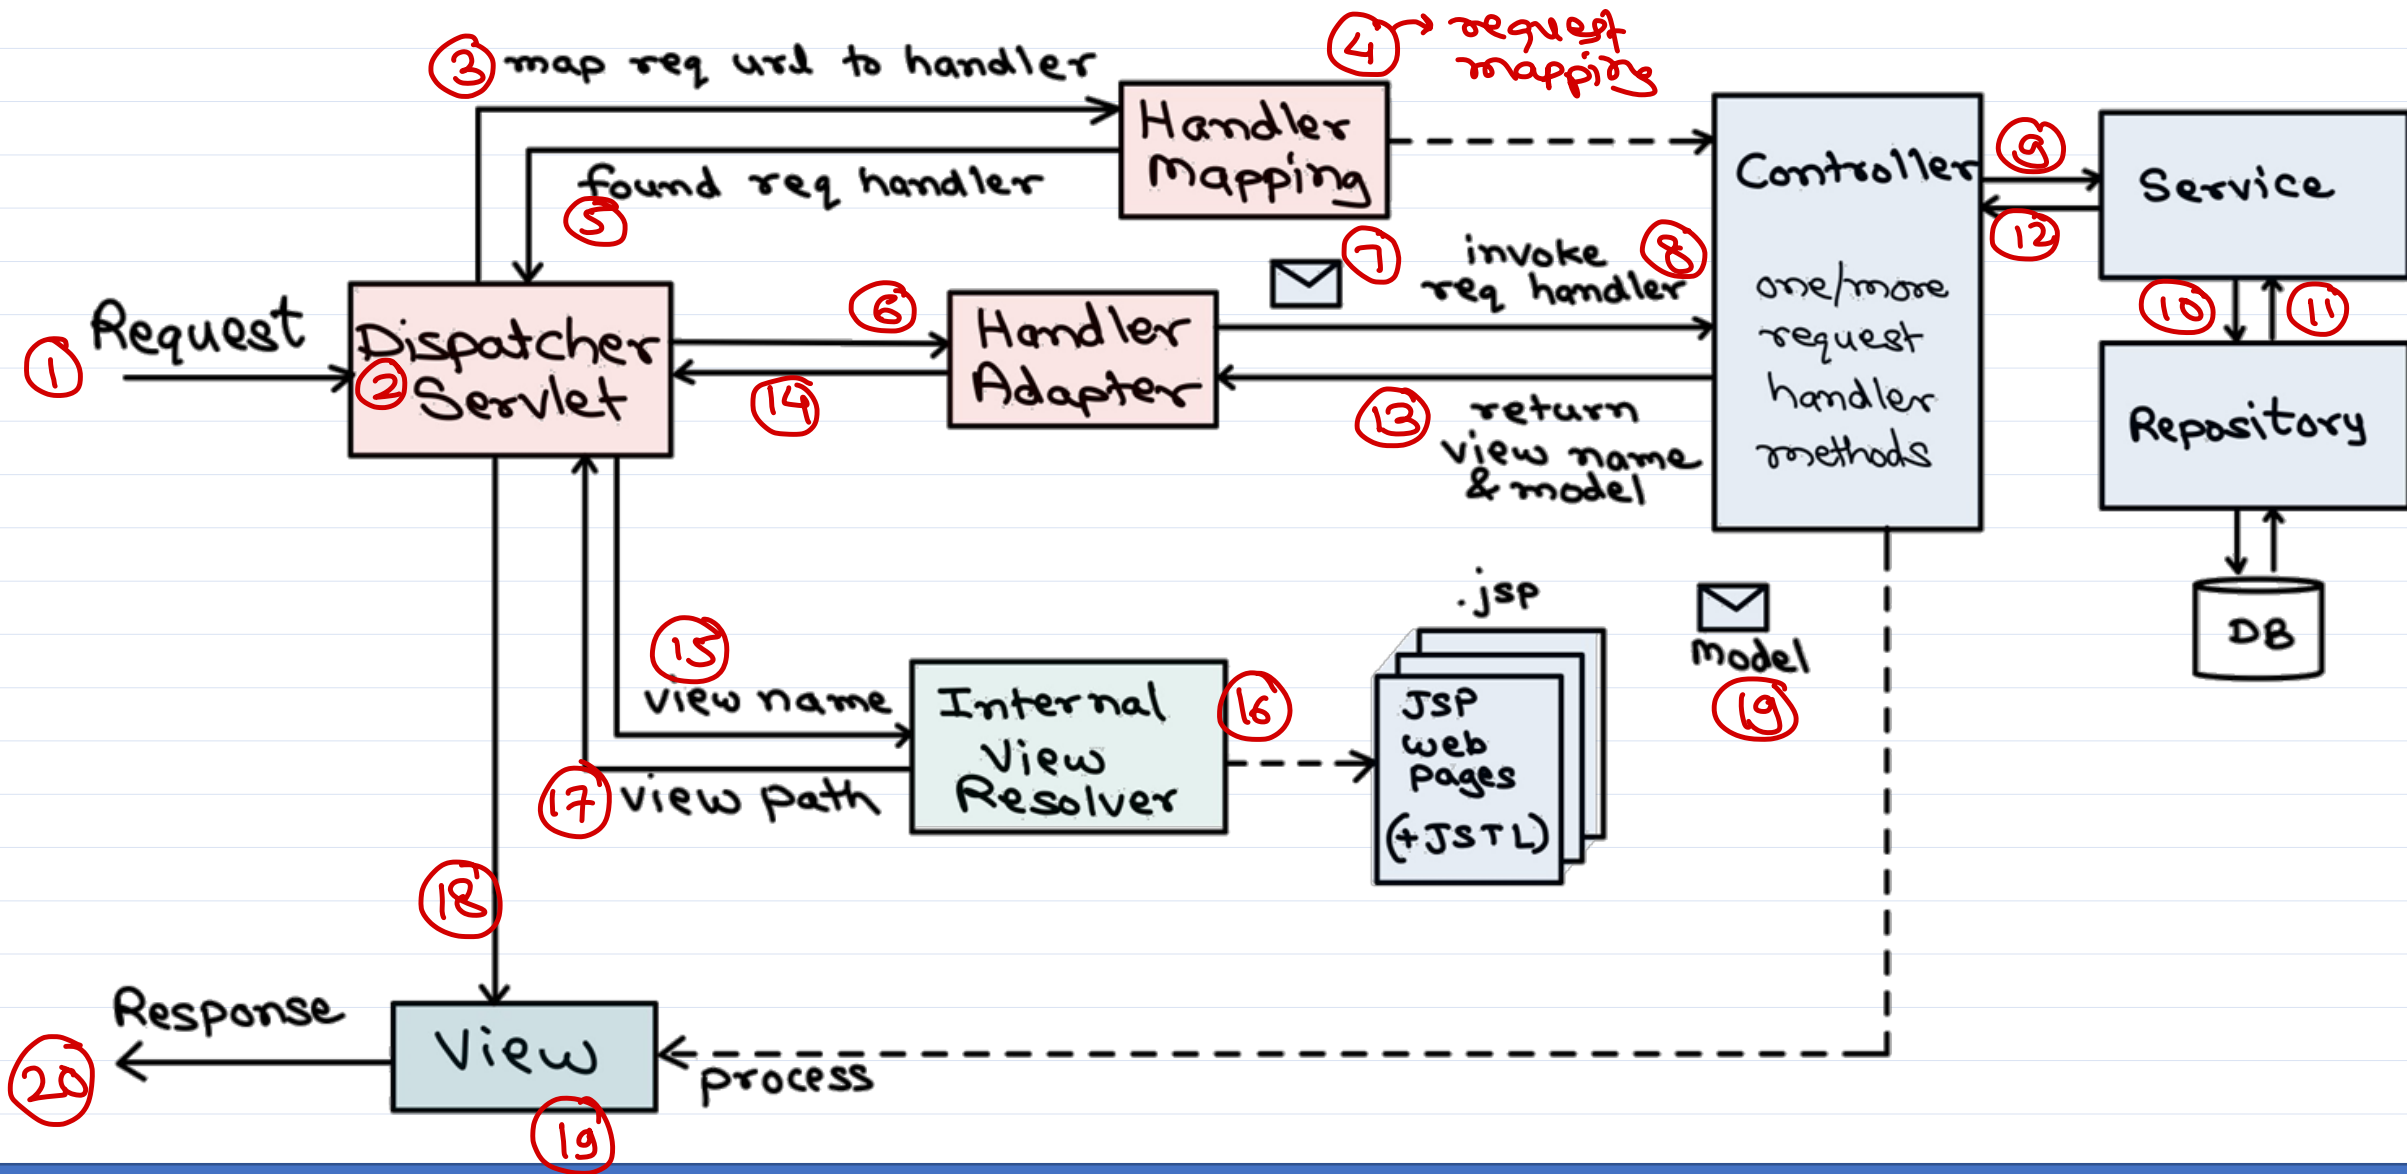 3 map req url to handler
4 request
mapping
Handler
Mapping
found req handler
5
Controller
one/more
request
handler
methods
9
12
Service
10
11
Repository
DB
1 Request
2 Dispatcher
Servlet
6
14
Handler
Adapter
7
invoke
req handler
8
13
return
view name
& model
15
view name
17 view path
Internal
View
Resolver
16
.jsp
JSP
web
pages
(+JSTL)
model
19
18
View
19
process
Response
20